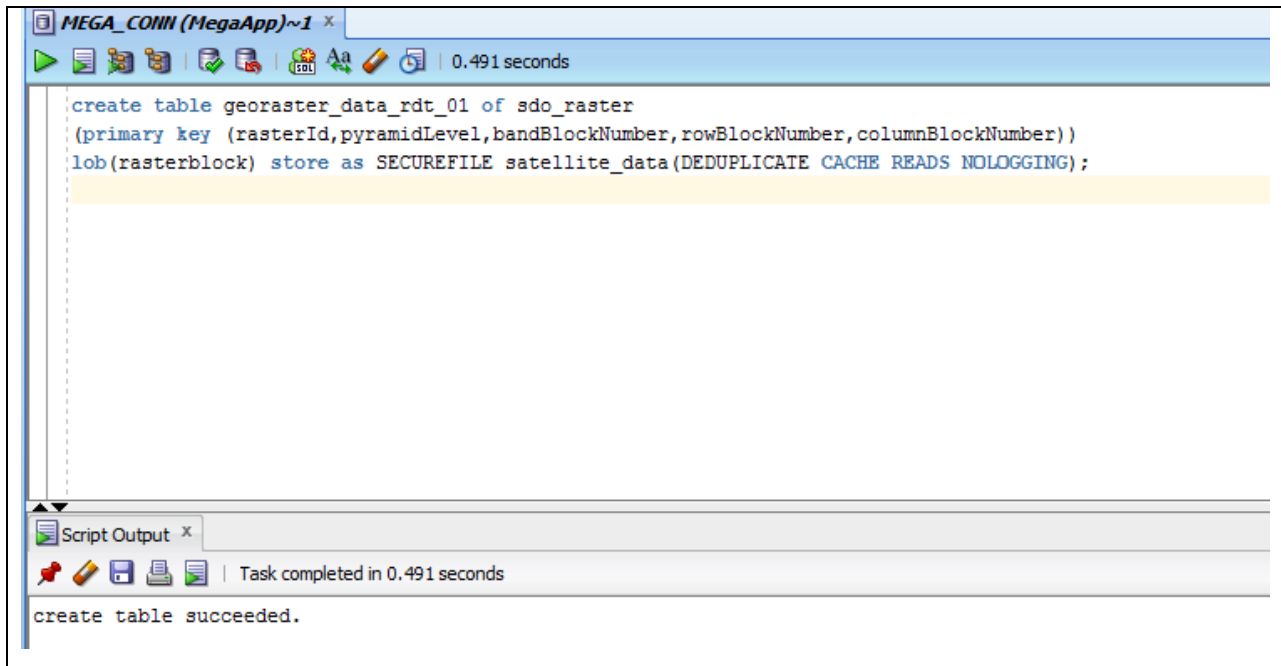 MEGA_CONN (MegaApp)~1 x
SQL Aa 0.491 seconds
create table georaster_data_rdt_01 of sdo_raster
(primary key (rasterId,pyramidLevel,bandBlockNumber,rowBlockNumber,columnBlockNumber))
lob(rasterblock) store as SECUREFILE satellite_data(DEDUPLICATE CACHE READS NOLOGGING);
Script Output x
Task completed in 0.491 seconds
create table succeeded.